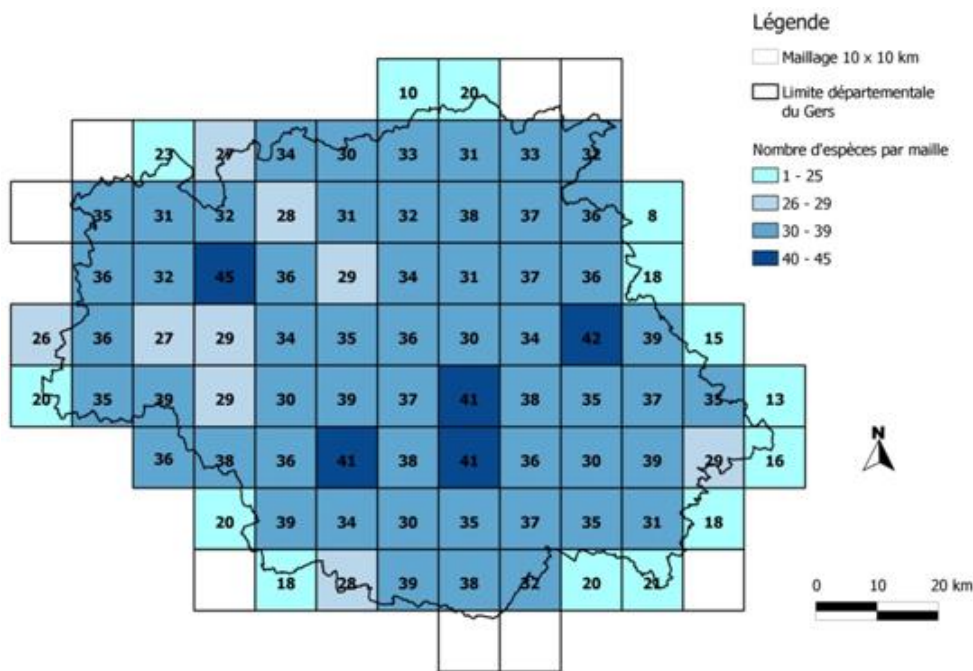 Légende
Maillage 10 x 10 km
Limite départementale
du Gers
Nombre d'espèces par maille
1 - 25
26 - 29
30 - 39
40 - 45
10 20
23 27 34 30 33 31 33 32
35 31 32 28 31 32 38 37 36 8
36 32 45 36 29 34 31 37 36 18
26 36 27 29 34 35 36 30 34 42 39 15
20 35 39 29 30 39 37 41 38 35 37 35 13
36 38 36 41 38 41 36 30 39 29 16
20 39 34 30 35 37 35 31 18
18 28 39 38 32 20 21
N
0 10 20 km